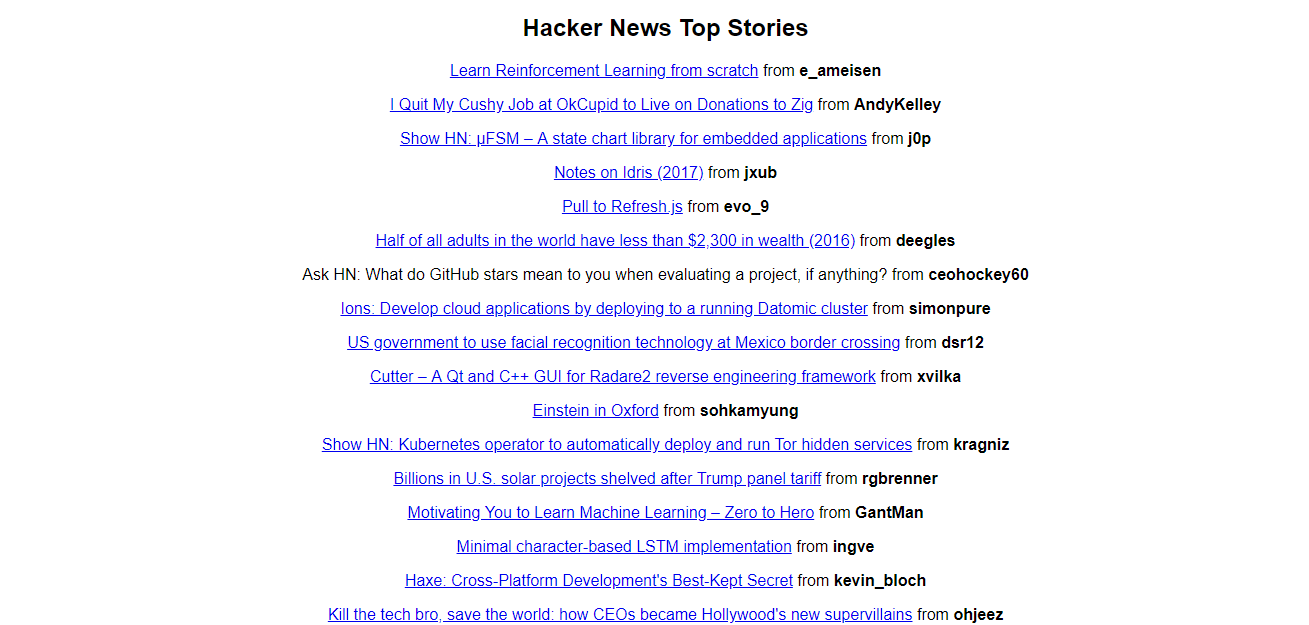 Hacker News Top Stories
Learn Reinforcement Learning from scratch from e_ameisen
I Quit My Cushy Job at OkCupid to Live on Donations to Zig from AndyKelley
Show HN: µFSM – A state chart library for embedded applications from j0p
Notes on Idris (2017) from jxub
Pull to Refresh.js from evo_9
Half of all adults in the world have less than $2,300 in wealth (2016) from deegles
Ask HN: What do GitHub stars mean to you when evaluating a project, if anything? from ceohockey60
Ions: Develop cloud applications by deploying to a running Datomic cluster from simonpure
US government to use facial recognition technology at Mexico border crossing from dsr12
Cutter – A Qt and C++ GUI for Radare2 reverse engineering framework from xvilka
Einstein in Oxford from sohkamyung
Show HN: Kubernetes operator to automatically deploy and run Tor hidden services from kragniz
Billions in U.S. solar projects shelved after Trump panel tariff from rgbrenner
Motivating You to Learn Machine Learning – Zero to Hero from GantMan
Minimal character-based LSTM implementation from ingve
Haxe: Cross-Platform Development's Best-Kept Secret from kevin_bloch
Kill the tech bro, save the world: how CEOs became Hollywood's new supervillains from ohjeez